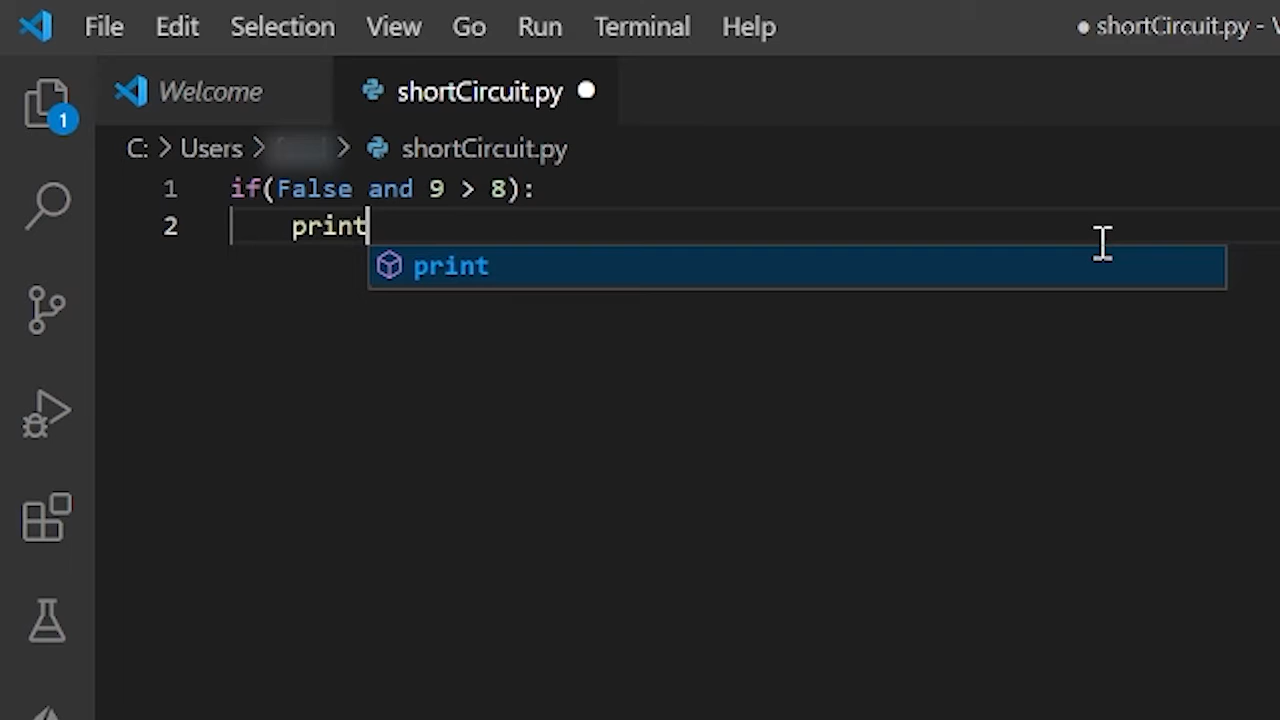 File Edit Selection View Go Run Terminal Help ● shortCircuit.py -
Welcome shortCircuit.py
1
C: > Users > > shortCircuit.py
1 if(False and 9 > 8):
2 print
print